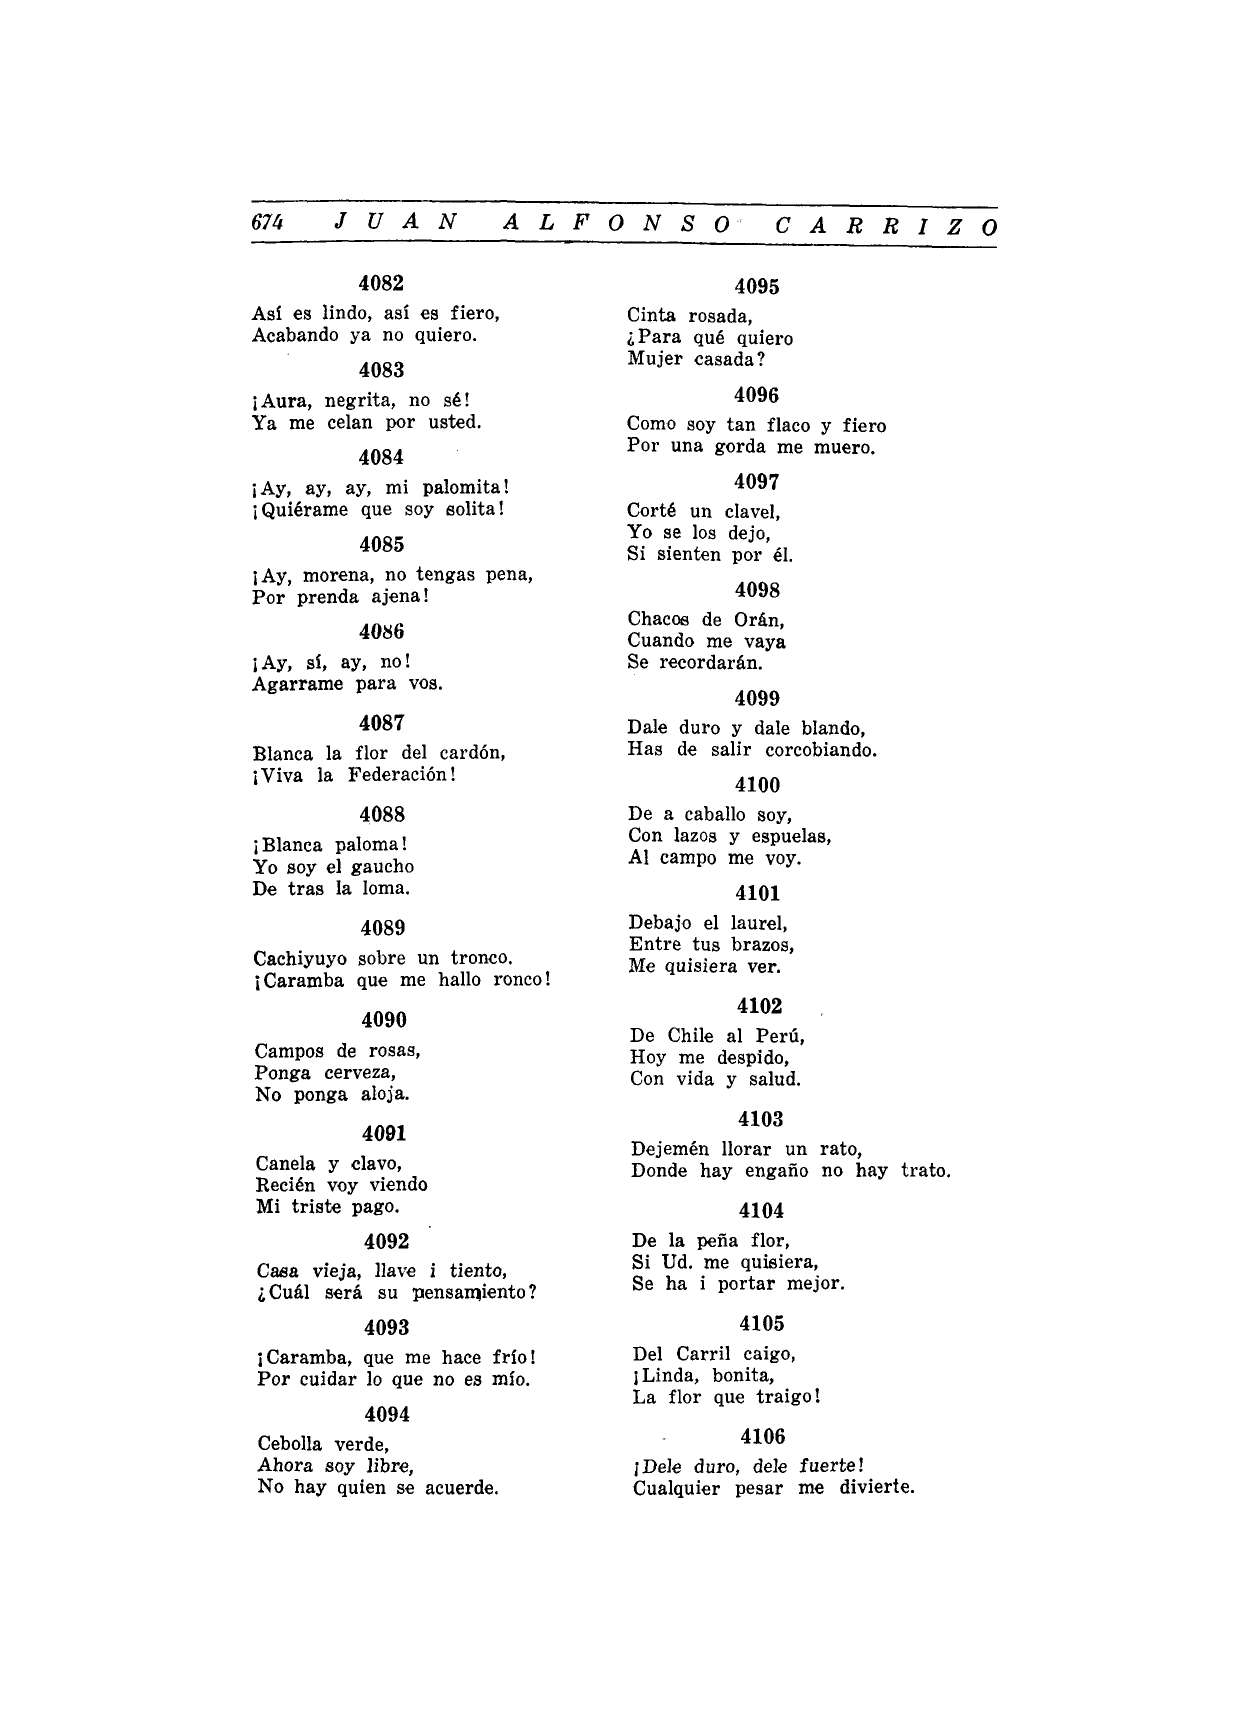 674 JUAN ALFONSO CARRIZO
4082
Así es lindo, así es fiero,
Acabando ya no quiero.
4083
¡Aura, negrita, no sé!
Ya me celan por usted.
4084
¡Ay, ay, ay, mi palomita!
¡Quiérame que soy solita!
4085
¡Ay, morena, no tengas pena,
Por prenda ajena!
4086
¡Ay, sí, ay, no!
Agarrame para vos.
4087
Blanca la flor del cardón,
¡Viva la Federación!
4088
¡Blanca paloma!
Yo soy el gaucho
De tras la loma.
4089
Cachiyuyo sobre un tronco.
¡Caramba que me hallo ronco!
4090
Campos de rosas,
Ponga cerveza,
No ponga aloja.
4091
Canela y clavo,
Recién voy viendo
Mi triste pago.
4092
Casa vieja, llave i tiento,
¿Cuál será su pensamiento?
4093
¡Caramba, que me hace frío!
Por cuidar lo que no es mío.
4094
Cebolla verde,
Ahora soy libre,
No hay quien se acuerde.
4095
Cinta rosada,
¿Para qué quiero
Mujer casada?
4096
Como soy tan flaco y fiero
Por una gorda me muero.
4097
Corté un clavel,
Yo se los dejo,
Si sienten por él.
4098
Chacos de Orán,
Cuando me vaya
Se recordarán.
4099
Dale duro y dale blando,
Has de salir corcobiando.
4100
De a caballo soy,
Con lazos y espuelas,
Al campo me voy.
4101
Debajo el laurel,
Entre tus brazos,
Me quisiera ver.
4102
De Chile al Perú,
Hoy me despido,
Con vida y salud.
4103
Dejemén llorar un rato,
Donde hay engaño no hay trato.
4104
De la peña flor,
Si Ud. me quisiera,
Se ha i portar mejor.
4105
Del Carril caigo,
¡Linda, bonita,
La flor que traigo!
4106
¡Dele duro, dele fuerte!
Cualquier pesar me divierte.